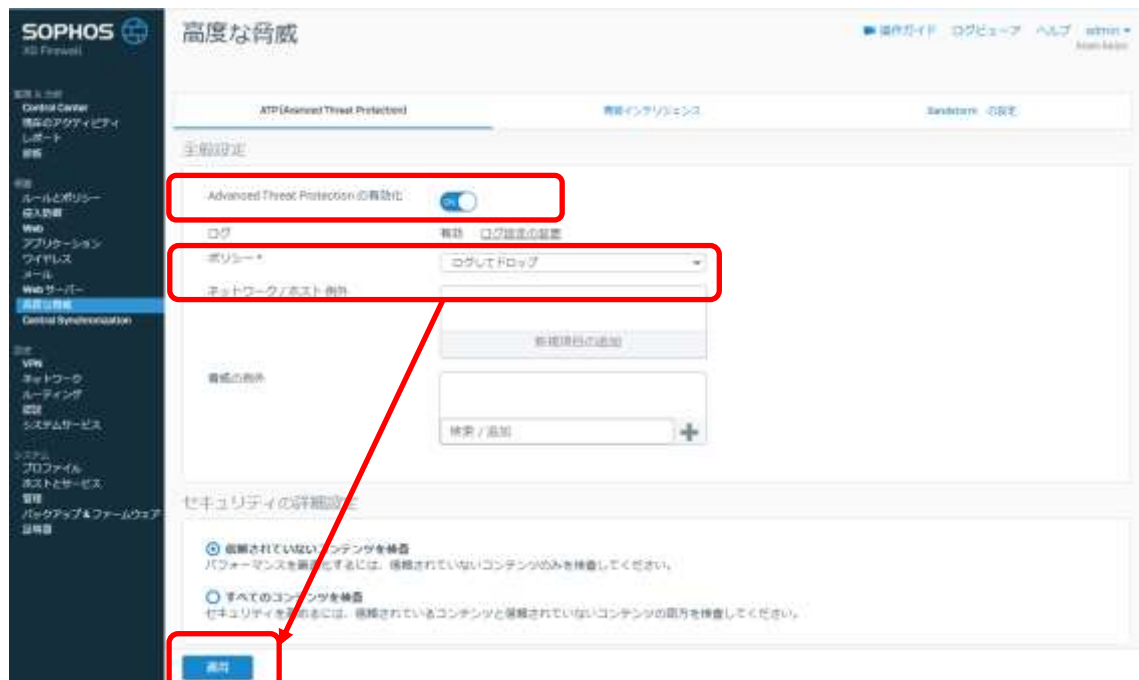 SOPHOS
XG Firewall
高度な脅威
操作ガイド ログビューア ヘルプ admin
Control Center
現在のアクティビティ
レポート
診断
ルールとポリシー
侵入防御
Web
アプリケーション
ワイヤレス
メール
Web サーバー
高度な脅威
Central Synchronization
VPN
ネットワーク
ルーティング
認証
システムサービス
システム
プロファイル
ホストとサービス
管理
バックアップ&ファームウェア
証明書
ATP (Advanced Threat Protection) 脅威インテリジェンス Sandstorm の設定
全般設定
Advanced Threat Protection の有効化 ON
ログ 有効 ログ設定の変更
ポリシー * ログしてドロップ
ネットワーク / ホスト 例外
新規項目の追加
脅威の例外
検索 / 追加
セキュリティの詳細設定
信頼されていないコンテンツを検査
パフォーマンスを最適化するには、信頼されていないコンテンツのみを検査してください。
すべてのコンテンツを検査
セキュリティを高めるには、信頼されているコンテンツと信頼されていないコンテンツの両方を検査してください。
適用